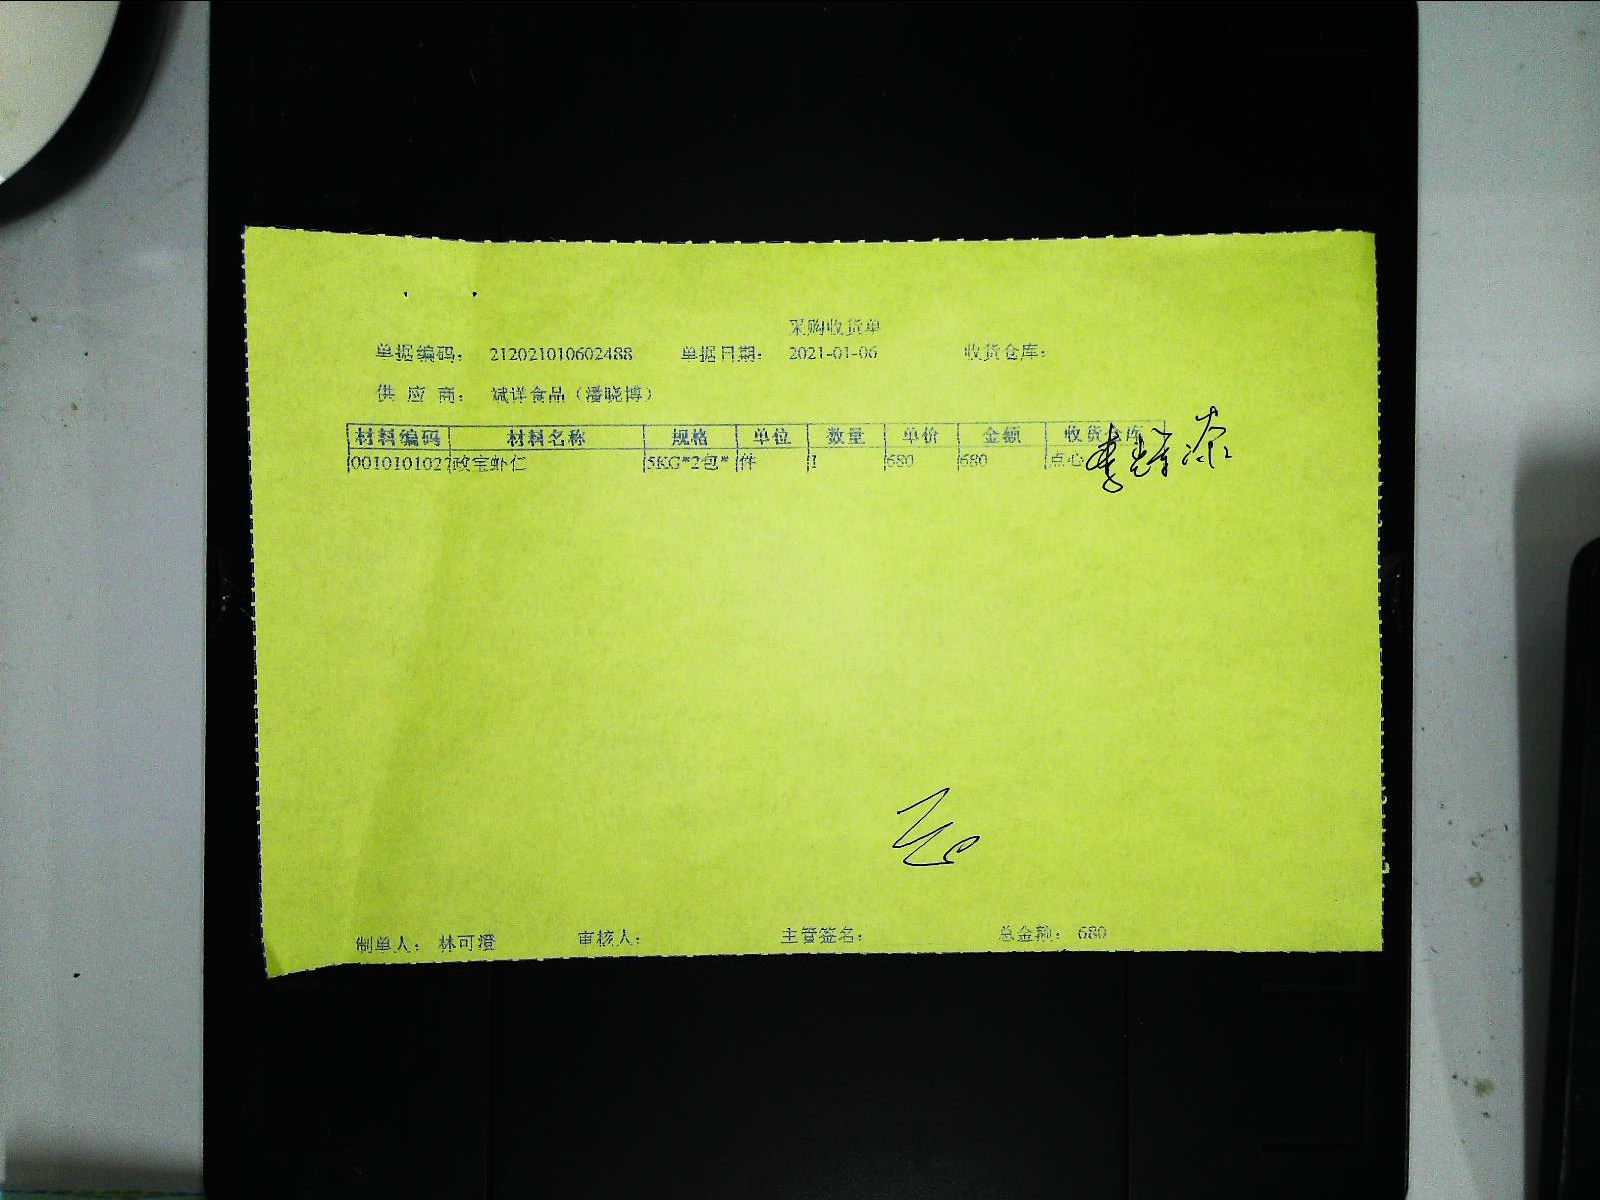 采购收货单
单据编码: 212021010602488 单据日期: 2021-01-06 收货仓库:
供应商: 斌洋食品(潘晓博)
材料编码 材料名称 规格 单位 数量 单价 金额 收货仓库
0010101027 政宝虾仁 5KG*2包* 件 1 680 680 点心
制单人: 林可澄 审核人: 主管签名: 总金额: 680